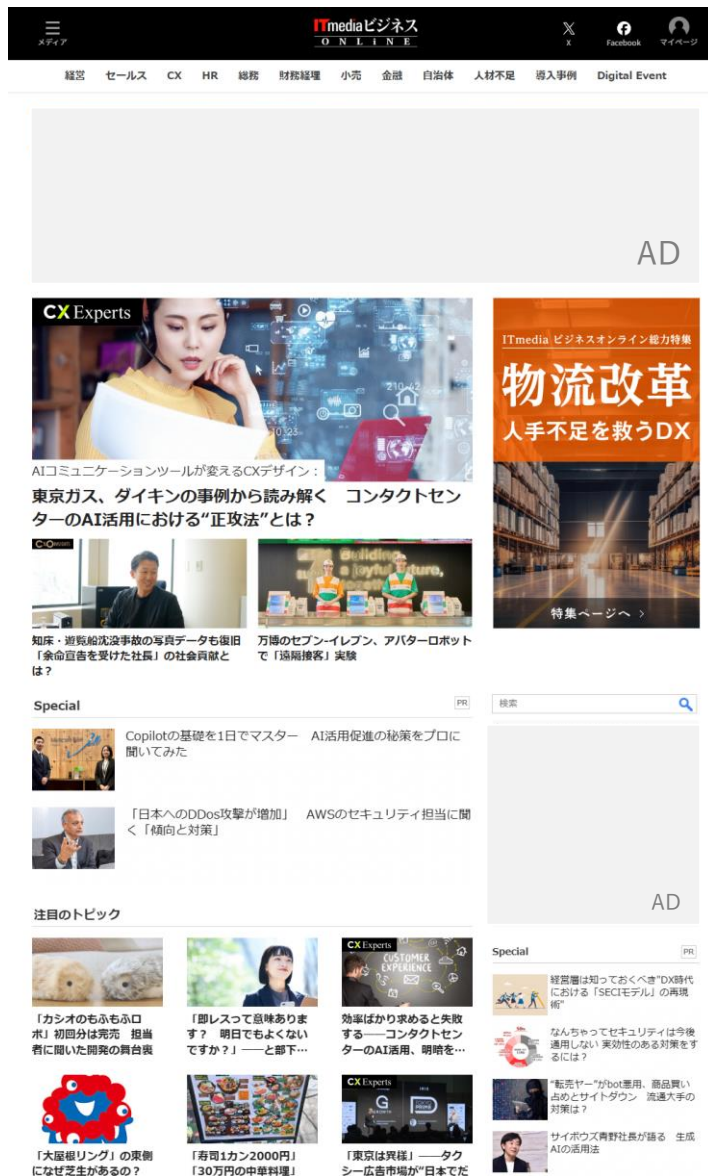 メディア
ITmediaビジネス
ONLiNE
X
Facebook
マイページ
経営 セールス CX HR 総務 財務経理 小売 金融 自治体 人材不足 導入事例 Digital Event
AD
CX Experts
210.42
AIコミュニケーションツールが変えるCXデザイン：
東京ガス、ダイキンの事例から読み解く　コンタクトセン
ターのAI活用における“正攻法”とは？
知床・遊覧船沈没事故の写真データも復旧
「余命宣告を受けた社長」の社会貢献と
は？
万博のセブン-イレブン、アバターロボット
で「遠隔接客」実験
ITmedia ビジネスオンライン総力特集
物流改革
人手不足を救うDX
特集ページへ
Special
PR
Copilotの基礎を1日でマスター　AI活用促進の秘策をプロに
聞いてみた
「日本へのDDos攻撃が増加」　AWSのセキュリティ担当に聞
く「傾向と対策」
検索
AD
注目のトピック
「カシオのもふもふロ
ボ」初回分は完売　担当
者に聞いた開発の舞台裏
「即レスって意味ありま
す？　明日でもよくない
ですか？」――と部下…
CX Experts
CUSTOMER
EXPERIENCE
効率ばかり求めると失敗
する――コンタクトセン
ターのAI活用、明暗を…
「大屋根リング」の東側
になぜ芝生があるの？
「寿司1カン2000円」
「30万円の中華料理」
CX Experts
「東京は異様」――タク
シー広告市場が“日本でだ
Special
PR
経営層は知っておくべき“DX時代
における「SECIモデル」の再現
術”
なんちゃってセキュリティは今後
通用しない 実効性のある対策をす
るには？
“転売ヤー”がbot悪用、商品買い
占めとサイトダウン　流通大手の
対策は？
サイボウズ青野社長が語る　生成
AIの活用法